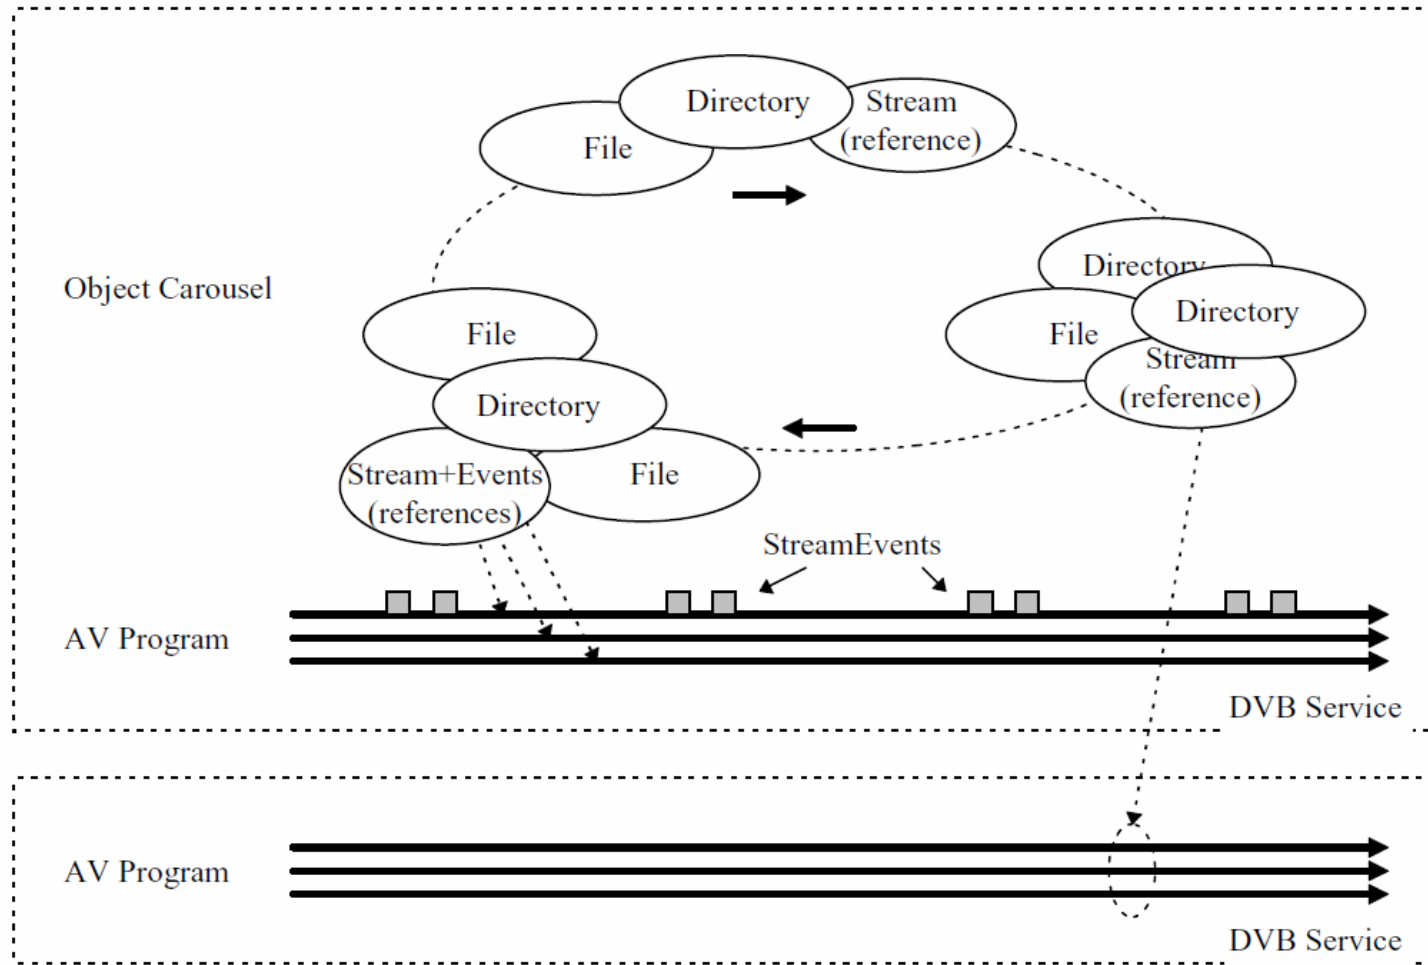 Directory
Stream
(reference)
File
Directory
Object Carousel
Directory
File
File
Stream
(reference)
Directory
Stream+Events
(references)
File
StreamEvents
AV Program
DVB Service
AV Program
DVB Service